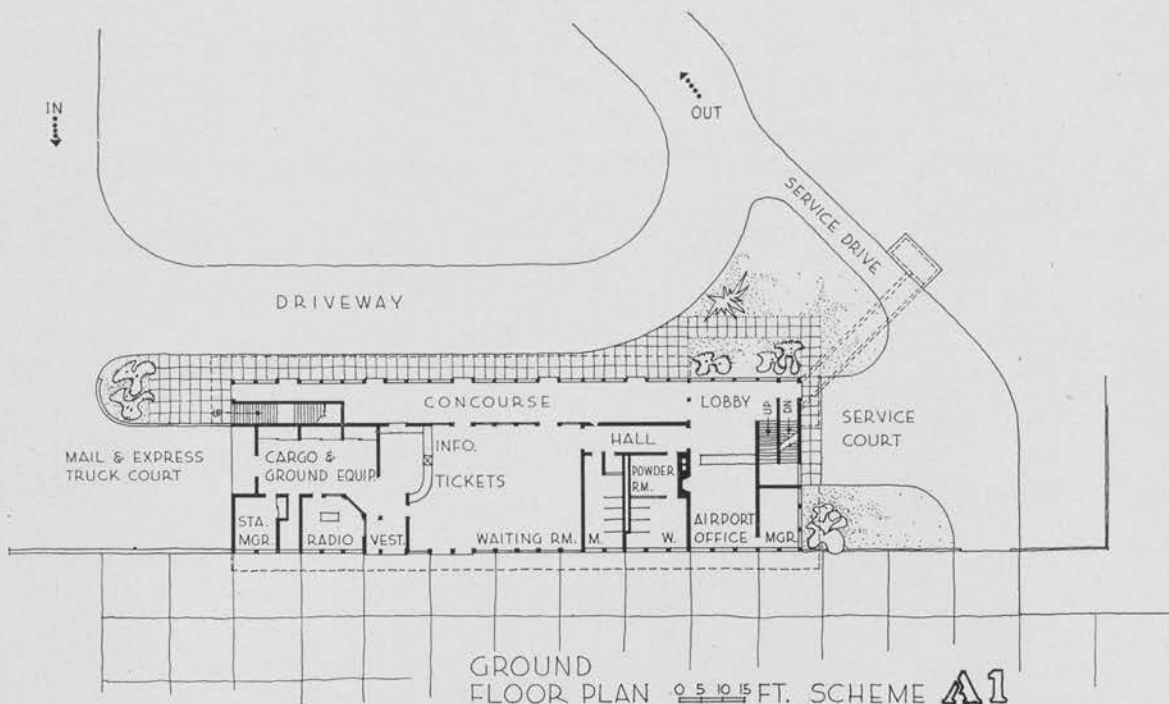 IN
OUT
SERVICE DRIVE
DRIVEWAY
CONCOURSE
LOBBY
UP
DN
SERVICE
COURT
MAIL & EXPRESS
TRUCK COURT
CARGO &
GROUND EQUIP.
INFO.
TICKETS
HALL
POWDER
RM.
STA.
MGR.
RADIO
VEST.
WAITING RM.
M.
W.
AIRPORT
OFFICE
MGR.
GROUND
FLOOR PLAN 0 5 10 15 FT. SCHEME A1